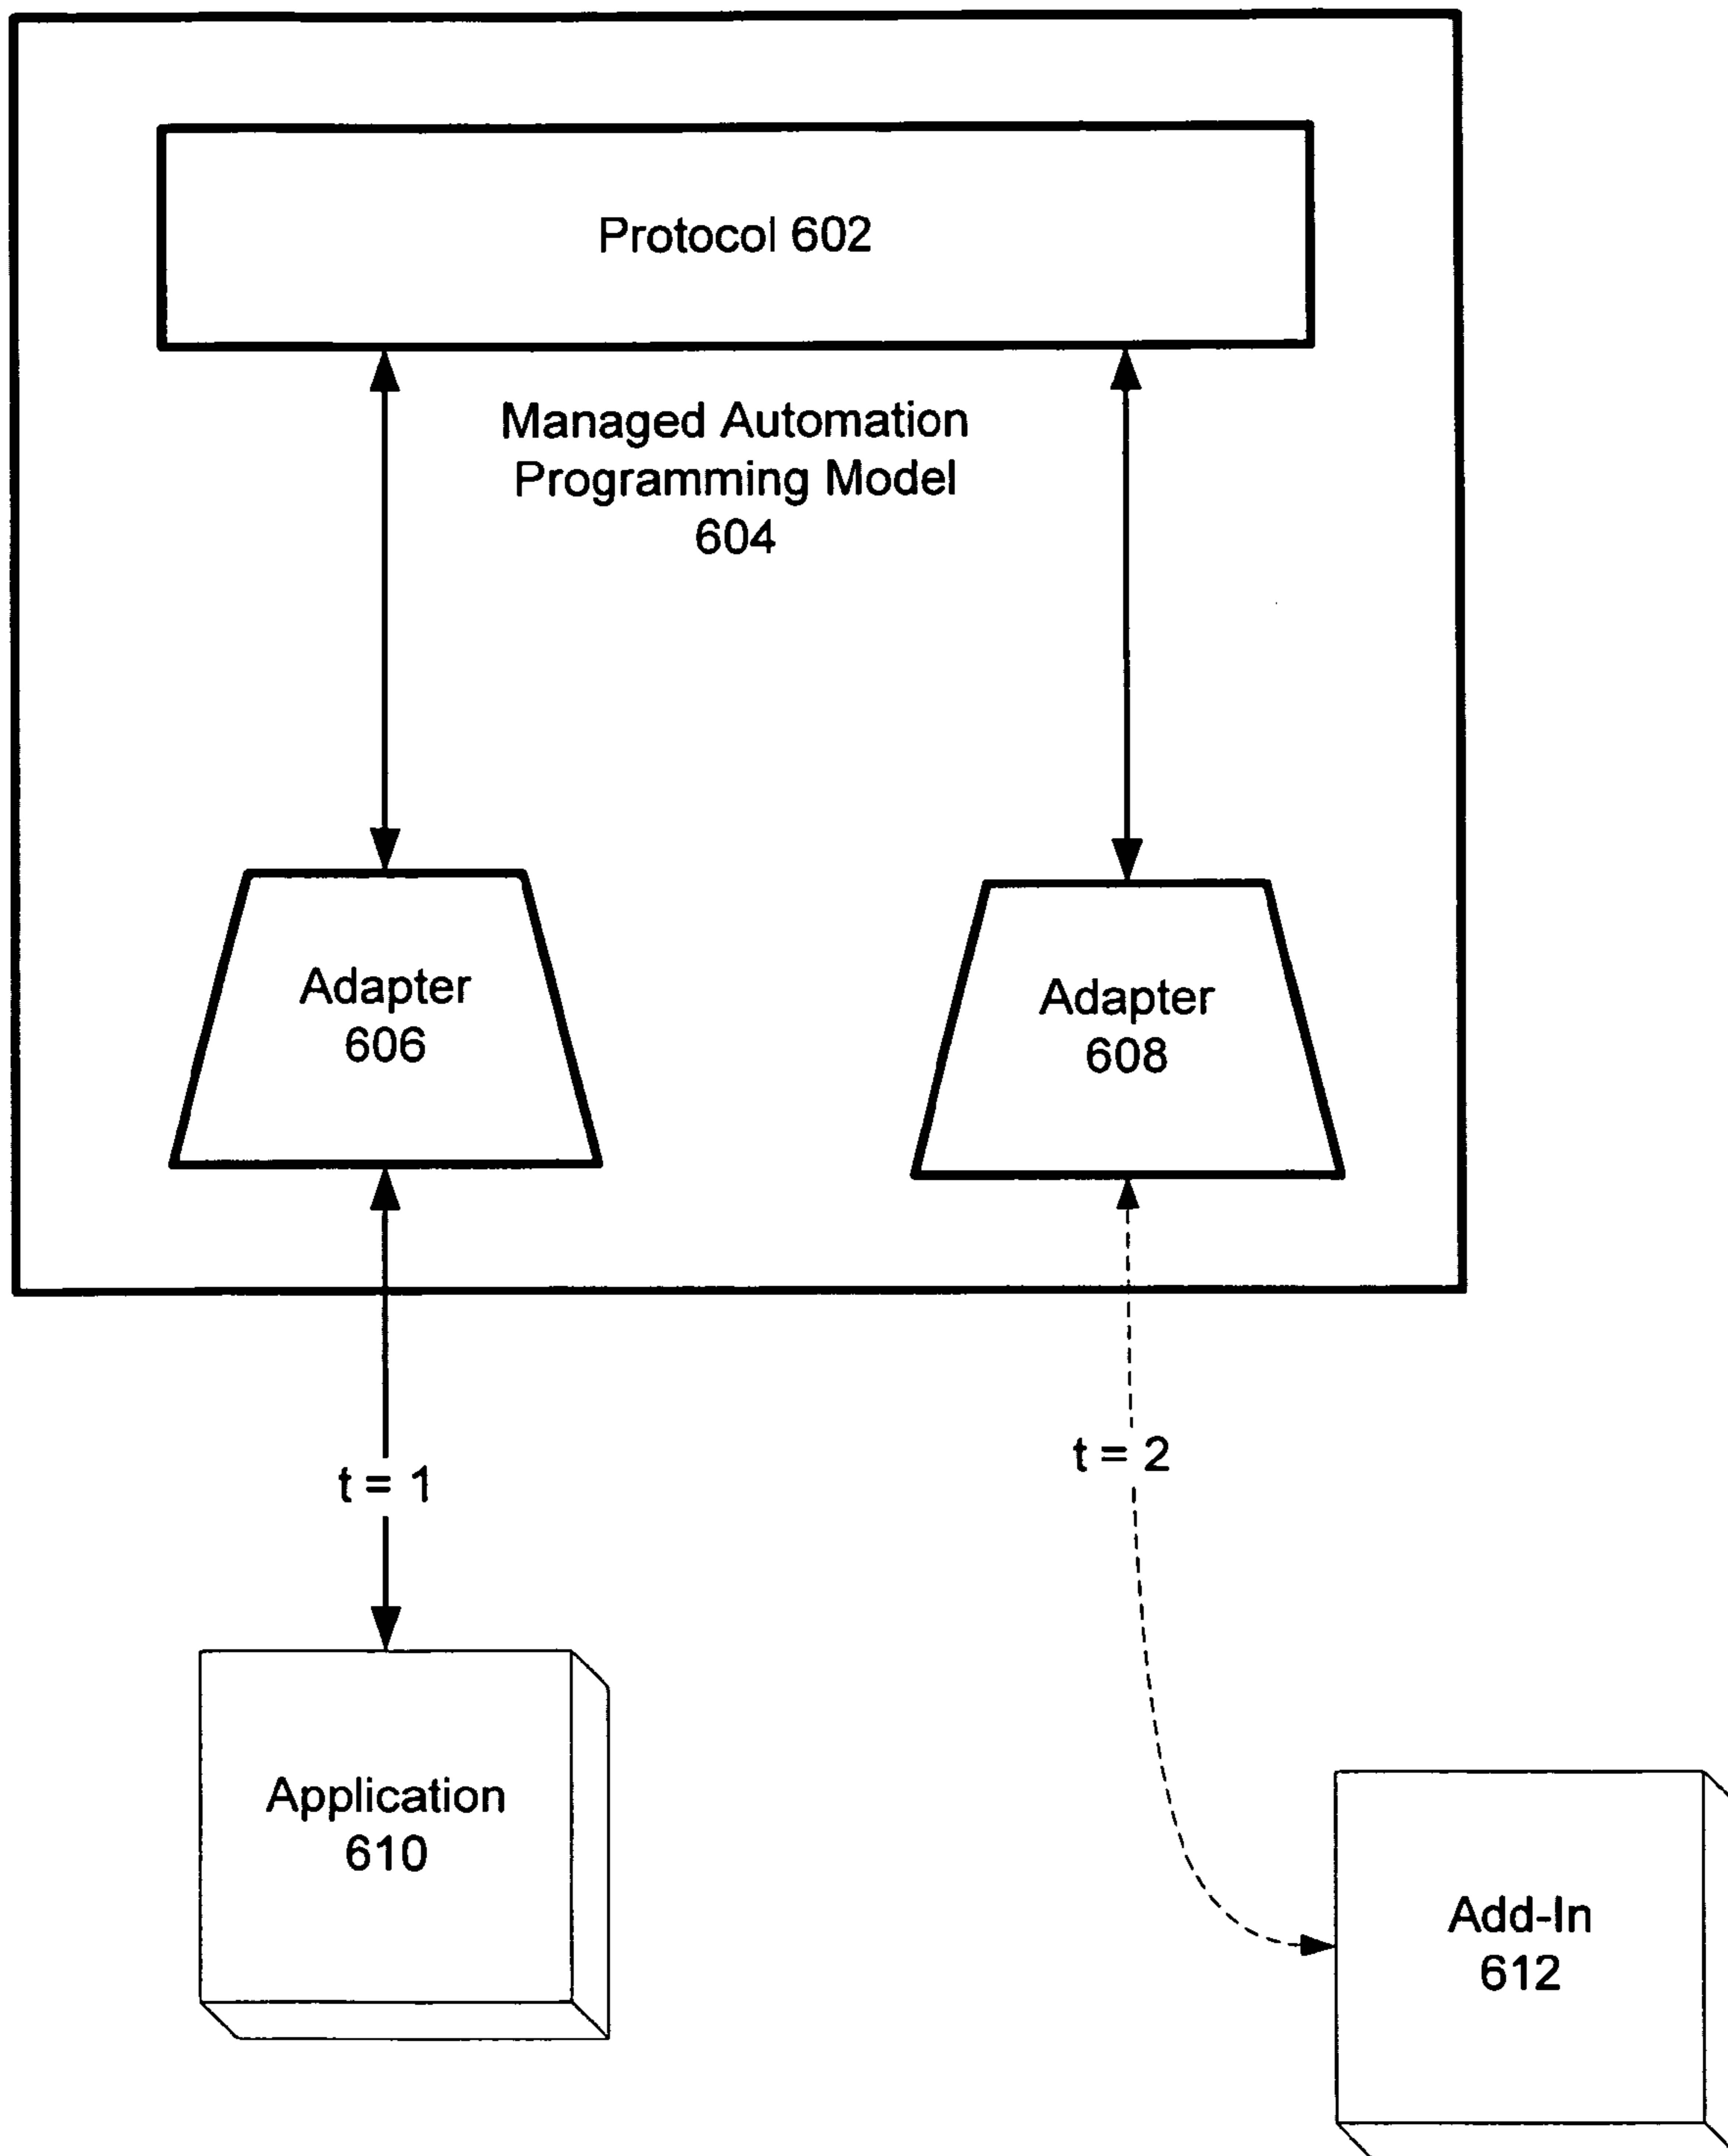 Protocol 602
Managed Automation
Programming Model
604
Adapter
606
Adapter
608
t = 1
t = 2
Application
610
Add-In
612